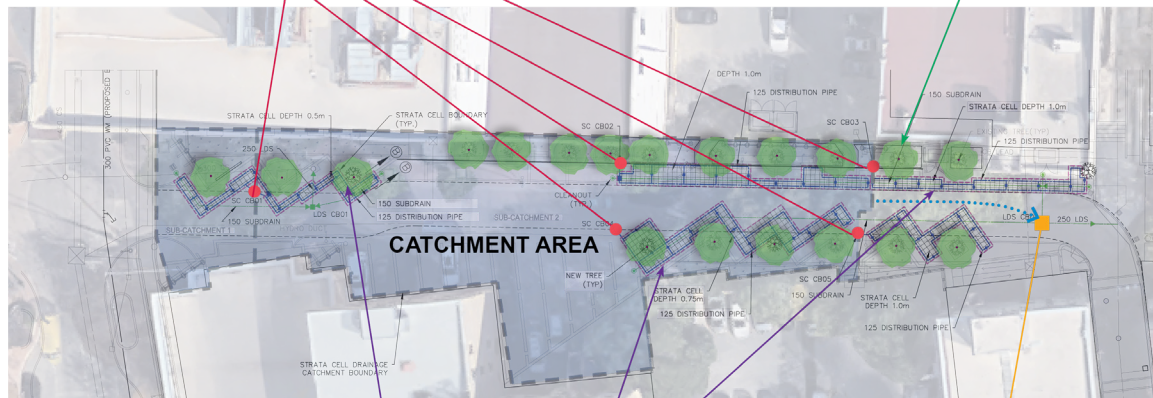 300 PVC WM (PROPOSED B
STRATA CELL DEPTH 0.5m
250 LDS
STRATA CELL BOUNDARY
(TYP.)
SC CB01
150 SUBDRAIN
SUB-CATCHMENT 1
LDS CB01
150 SUBDRAIN
125 DISTRIBUTION PIPE
SC CB02
DEPTH 1.0m
125 DISTRIBUTION PIPE
SC CB03
150 SUBDRAIN
STRATA CELL DEPTH 1.0m
EXISTING TREE(TYP)
125 DISTRIBUTION PIPE
CLEANOUT
(TYP.)
SUB-CATCHMENT 2
SC CB04
CATCHMENT AREA
LDS
250 LDS
NEW TREE
(TYP)
STRATA CELL
DEPTH 0.75m
125 DISTRIBUTION PIPE
SC CB05
150 SUBDRAIN
STRATA CELL
DEPTH 1.0m
125 DISTRIBUTION PIPE
STRATA CELL DRAINAGE
CATCHMENT BOUNDARY